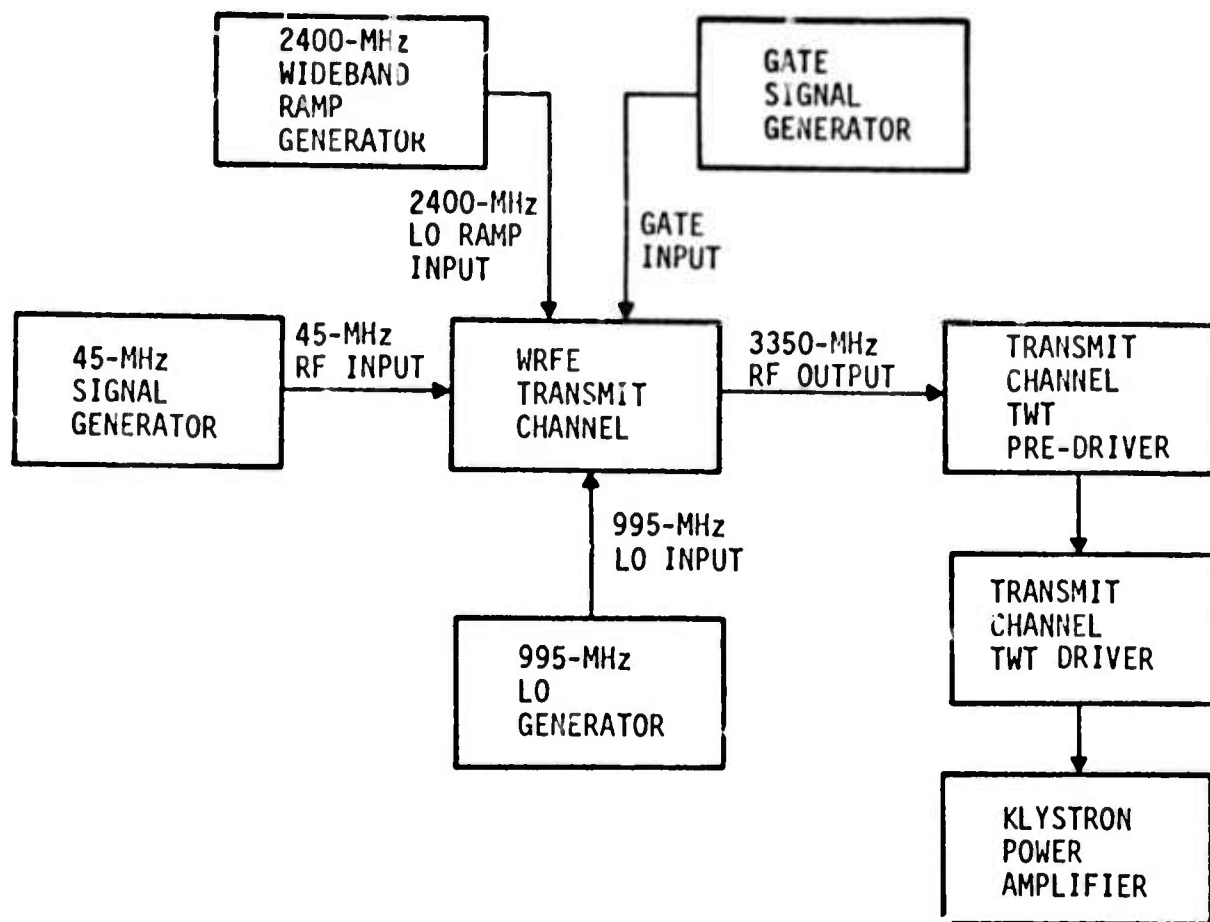 2400-MHz
WIDEBAND
RAMP
GENERATOR
GATE
SIGNAL
GENERATOR
2400-MHz
LO RAMP
INPUT
GATE
INPUT
45-MHz
SIGNAL
GENERATOR
45-MHz
RF INPUT
WRFE
TRANSMIT
CHANNEL
3350-MHz
RF OUTPUT
TRANSMIT
CHANNEL
TWT
PRE-DRIVER
995-MHz
LO INPUT
TRANSMIT
CHANNEL
TWT DRIVER
995-MHz
LO
GENERATOR
KLYSTRON
POWER
AMPLIFIER